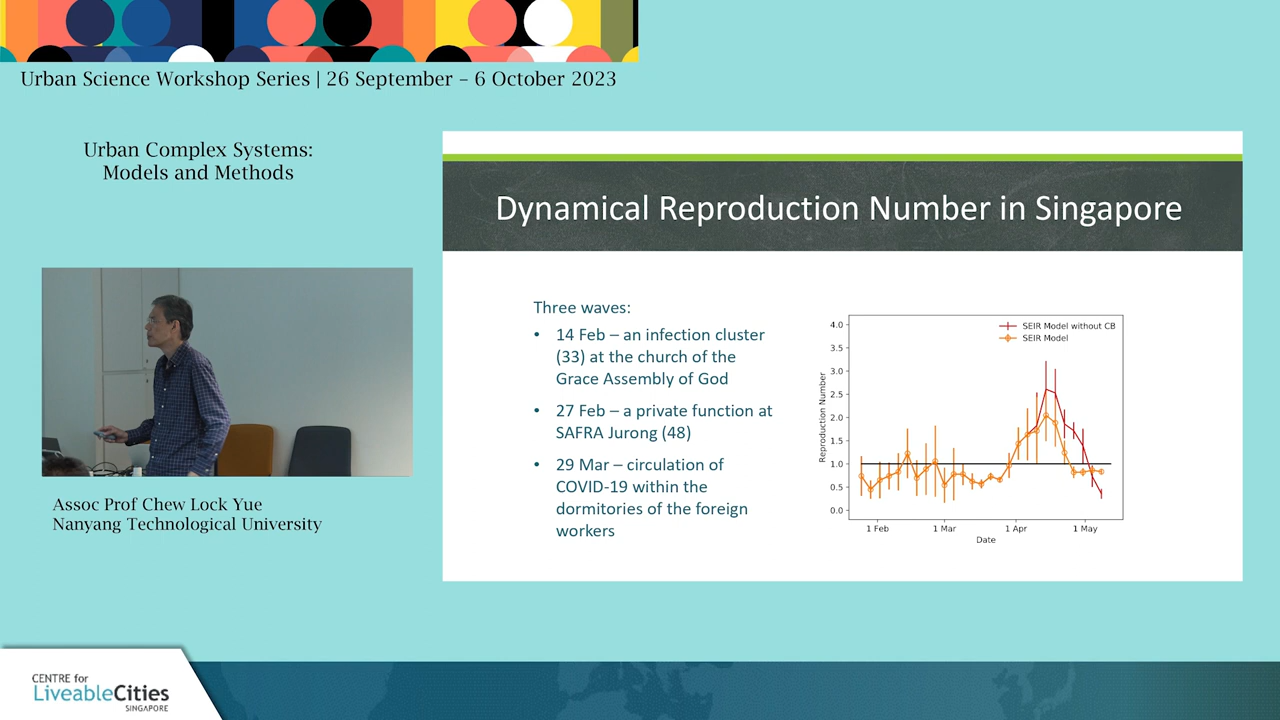 Urban Science Workshop Series | 26 September – 6 October 2023
Urban Complex Systems:
Models and Methods
Dynamical Reproduction Number in Singapore
Three waves:
• 14 Feb – an infection cluster
(33) at the church of the
Grace Assembly of God
• 27 Feb – a private function at
SAFRA Jurong (48)
• 29 Mar – circulation of
COVID-19 within the
dormitories of the foreign
workers
SEIR Model without CB
SEIR Model
Reproduction Number
4.0
3.5
3.0
2.5
2.0
1.5
1.0
0.5
0.0
1 Feb
1 Mar
1 Apr
1 May
Date
Assoc Prof Chew Lock Yue
Nanyang Technological University
CENTRE for
LiveableCities
SINGAPORE